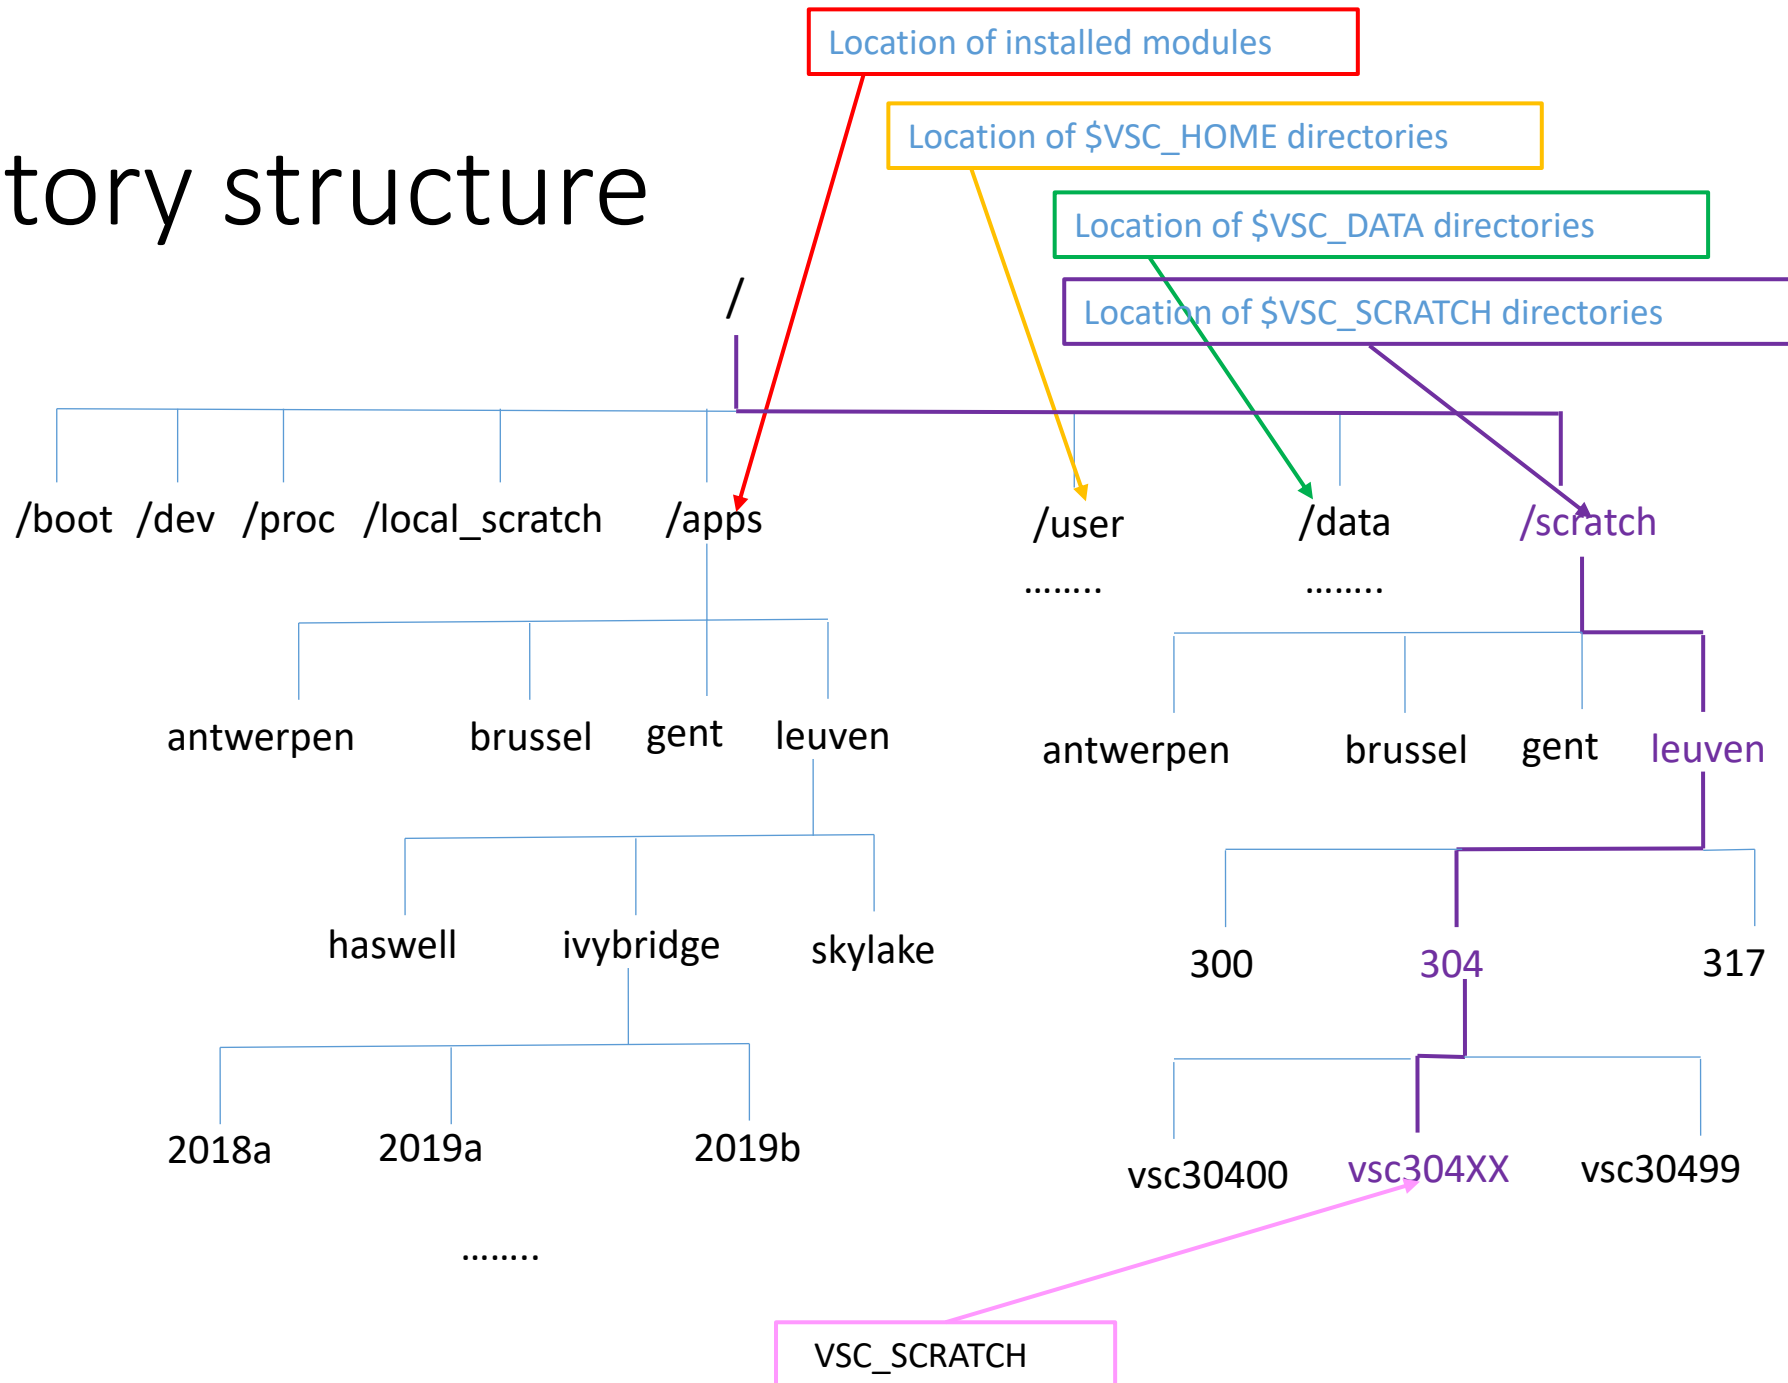 Location of installed modules
Location of $VSC_HOME directories
tory structure
Location of $VSC_DATA directories
/
Location of $VSC_SCRATCH directories
/boot /dev /proc /local_scratch /apps /user /data /scratch
........ ........
antwerpen brussel gent leuven antwerpen brussel gent leuven
haswell ivybridge skylake 300 304 317
2018a 2019a 2019b vsc30400 vsc304XX vsc30499
........
VSC_SCRATCH